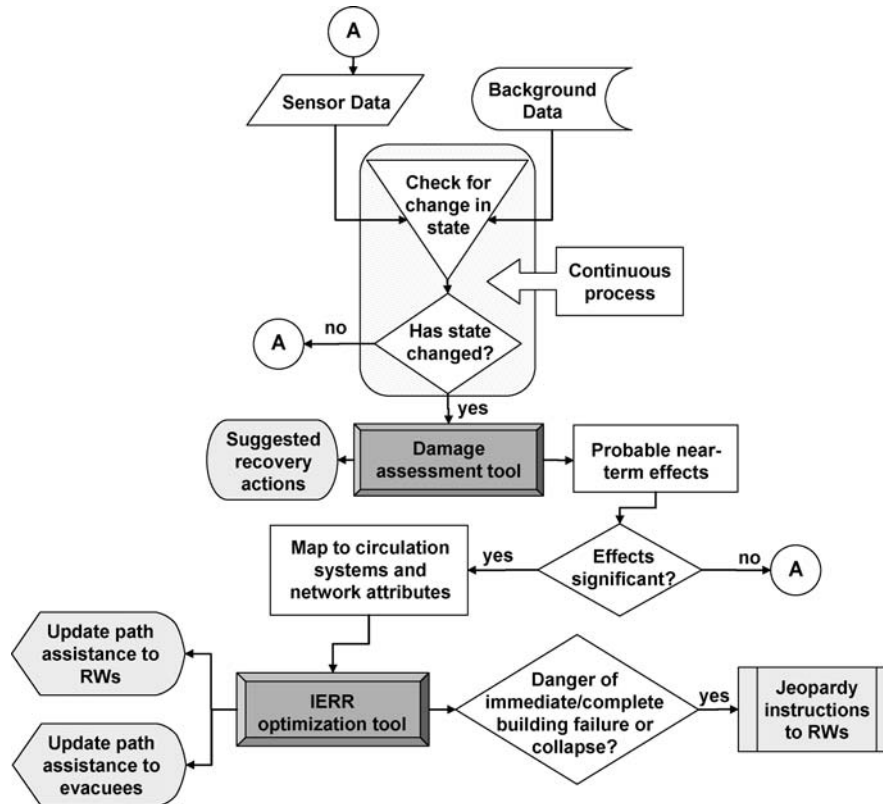 A
Sensor Data
Background
Data
Check for
change in
state
Continuous
process
Has state
changed?
no
A
yes
Suggested
recovery
actions
Damage
assessment tool
Probable near-
term effects
Map to circulation
systems and
network attributes
yes
Effects
significant?
no
A
Update path
assistance to
RWs
Update path
assistance to
evacuees
IERR
optimization tool
Danger of
immediate/complete
building failure or
collapse?
yes
Jeopardy
instructions
to RWs